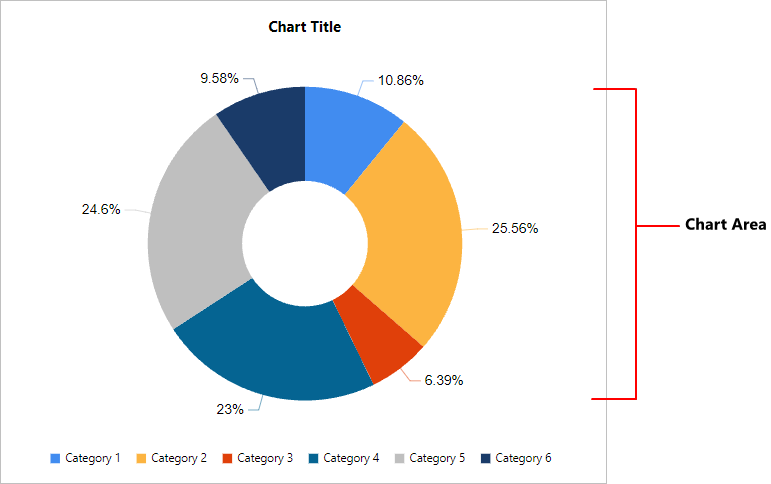 Chart Title
9.58%
10.86%
24.6%
25.56%
Chart Area
6.39%
23%
Category 1 Category 2 Category 3 Category 4 Category 5 Category 6